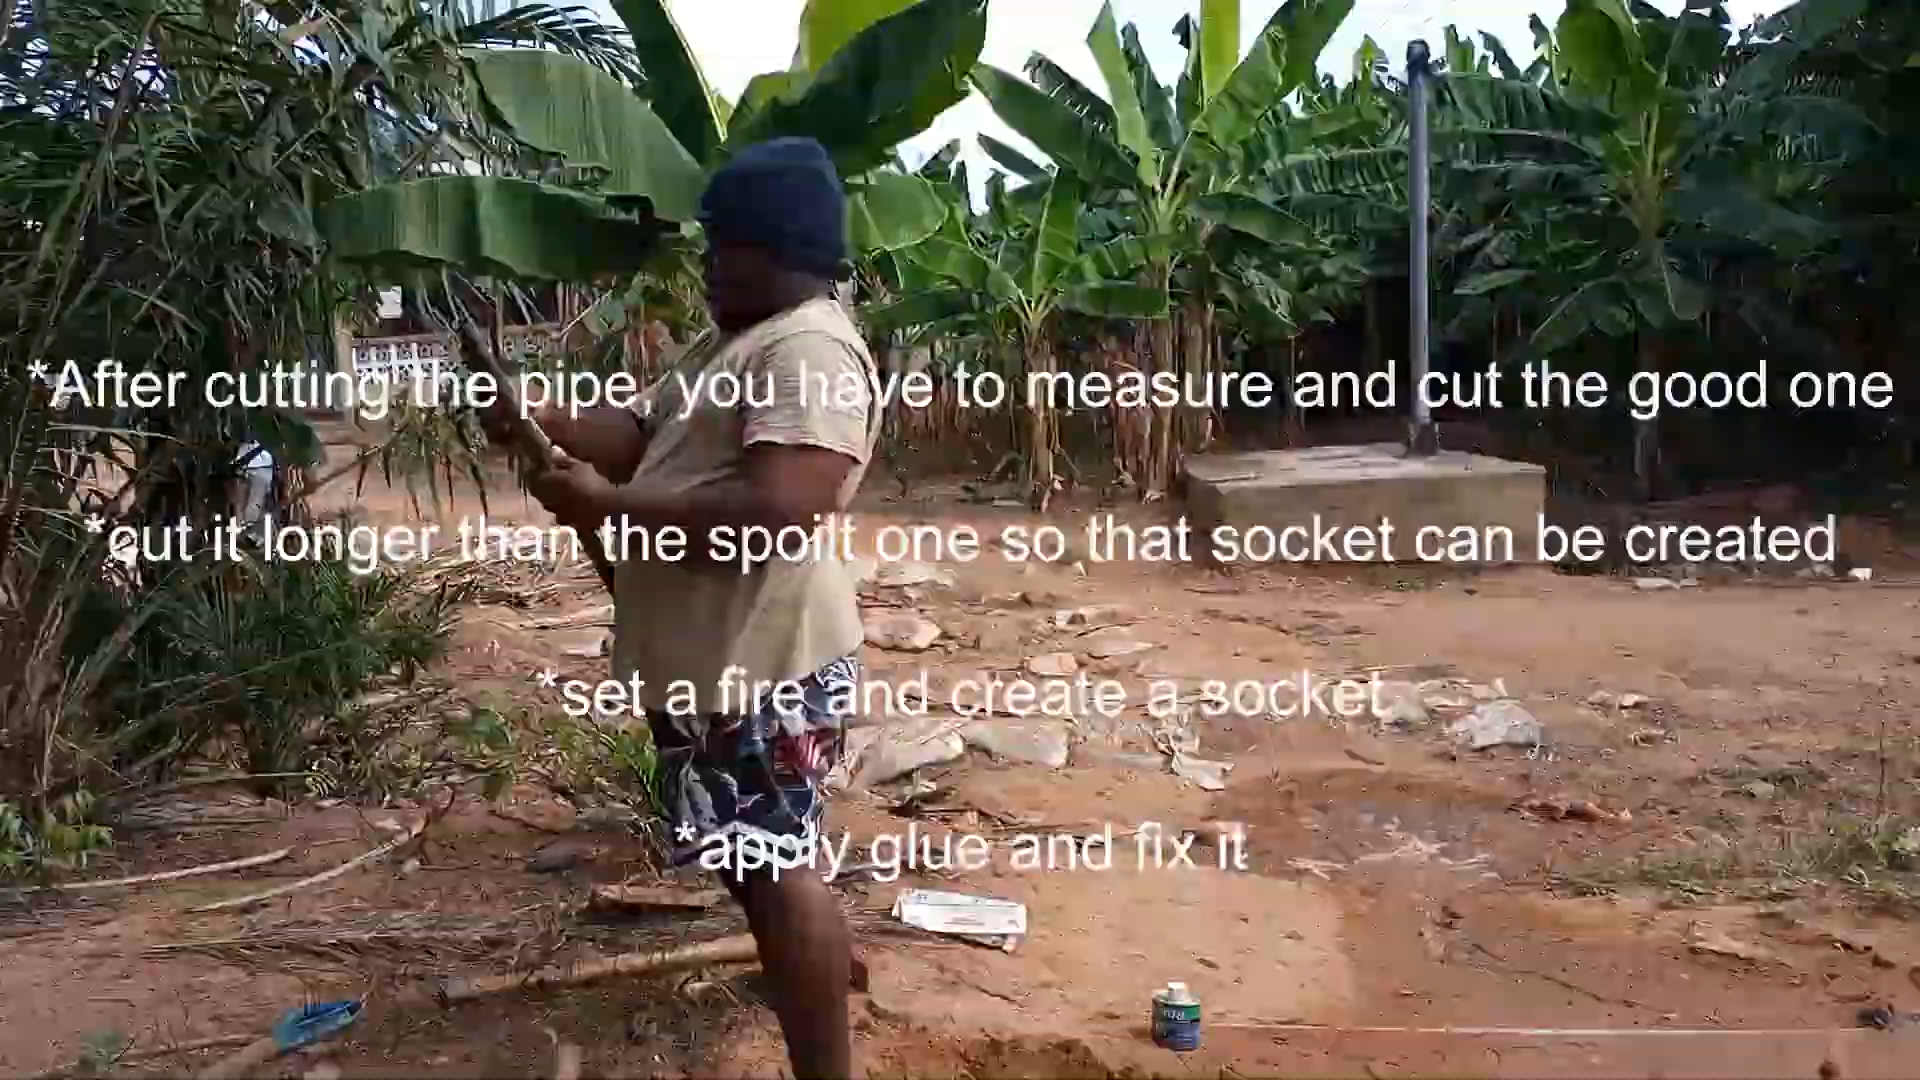 *After cutting the pipe, you have to measure and cut the good one
*cut it longer than the spoilt one so that socket can be created
*set a fire and create a socket
*apply glue and fix it